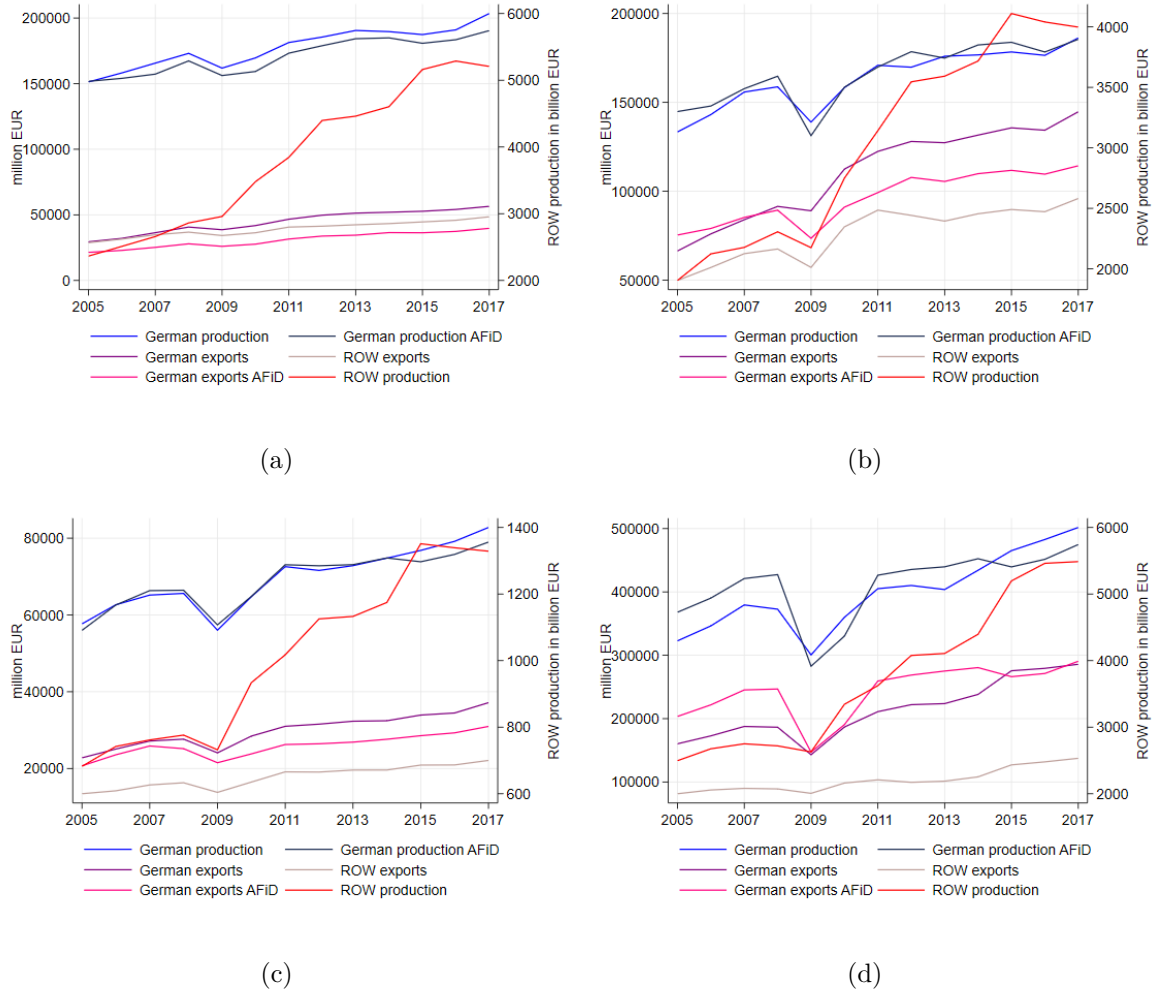 200000
150000
100000
50000
0
million EUR
6000
5000
4000
3000
2000
ROW production in billion EUR
2005 2007 2009 2011 2013 2015 2017
German production German production AFiD
German exports ROW exports
German exports AFiD ROW production
(a)
200000
150000
100000
50000
million EUR
4000
3500
3000
2500
2000
ROW production in billion EUR
2005 2007 2009 2011 2013 2015 2017
German production German production AFiD
German exports ROW exports
German exports AFiD ROW production
(b)
80000
60000
40000
20000
million EUR
1400
1200
1000
800
600
ROW production in billion EUR
2005 2007 2009 2011 2013 2015 2017
German production German production AFiD
German exports ROW exports
German exports AFiD ROW production
(c)
500000
400000
300000
200000
100000
million EUR
6000
5000
4000
3000
2000
ROW production in billion EUR
2005 2007 2009 2011 2013 2015 2017
German production German production AFiD
German exports ROW exports
German exports AFiD ROW production
(d)